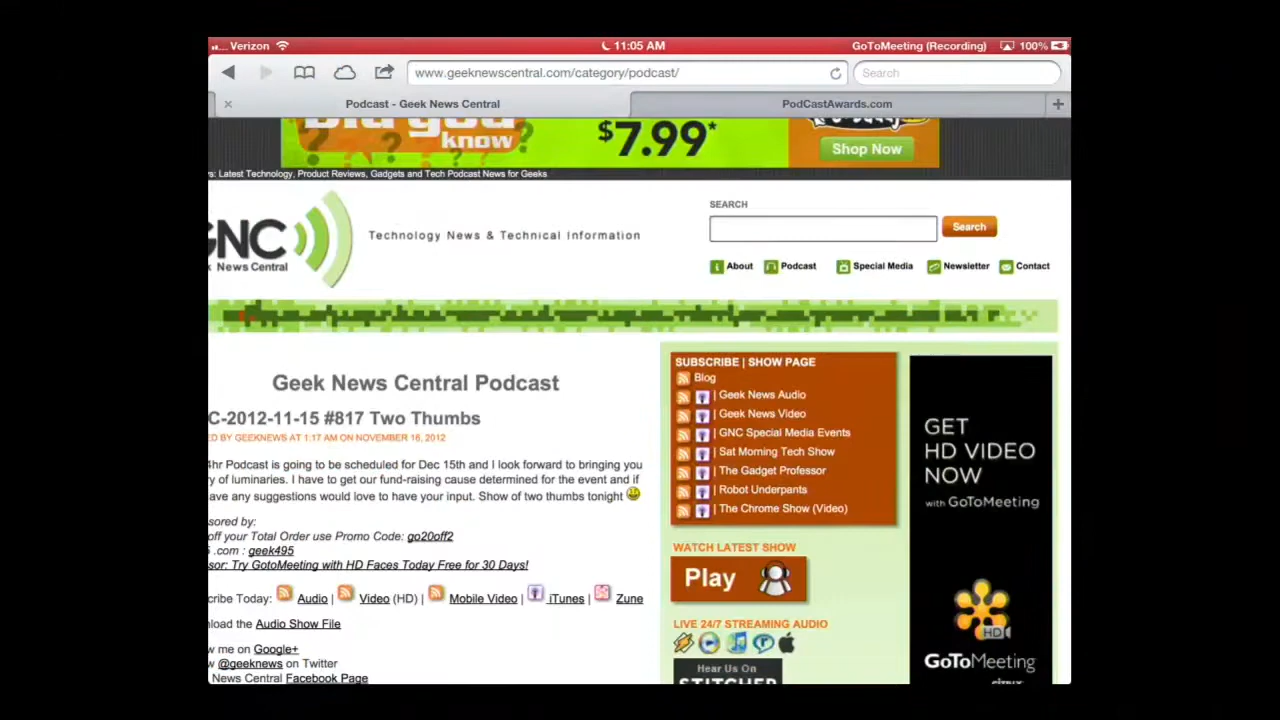 Verizon
11:05 AM
GoToMeeting (Recording)
100%
www.geeknewscentral.com/category/podcast/
Search
Podcast - Geek News Central
PodCastAwards.com
know
$7.99*
Shop Now
s: Latest Technology, Product Reviews, Gadgets and Tech Podcast News for Geeks
GNC
k News Central
Technology News & Technical Information
SEARCH
Search
About
Podcast
Special Media
Newsletter
Contact
Geek News Central Podcast
C-2012-11-15 #817 Two Thumbs
ED BY GEEKNEWS AT 1:17 AM ON NOVEMBER 16, 2012
4hr Podcast is going to be scheduled for Dec 15th and I look forward to bringing you
ry of luminaries. I have to get our fund-raising cause determined for the event and if
ave any suggestions would love to have your input. Show of two thumbs tonight
sored by:
off your Total Order use Promo Code: go20off2
.com : geek495
sor: Try GotoMeeting with HD Faces Today Free for 30 Days!
cribe Today: Audio | Video (HD) | Mobile Video | iTunes | Zune
nload the Audio Show File
w me on Google+
w @geeknews on Twitter
News Central Facebook Page
SUBSCRIBE | SHOW PAGE
Blog
| Geek News Audio
| Geek News Video
| GNC Special Media Events
| Sat Morning Tech Show
| The Gadget Professor
| Robot Underpants
| The Chrome Show (Video)
WATCH LATEST SHOW
Play
LIVE 24/7 STREAMING AUDIO
Hear Us On
STITCHER
GET
HD VIDEO
NOW
with GoToMeeting
HD
GoToMeeting